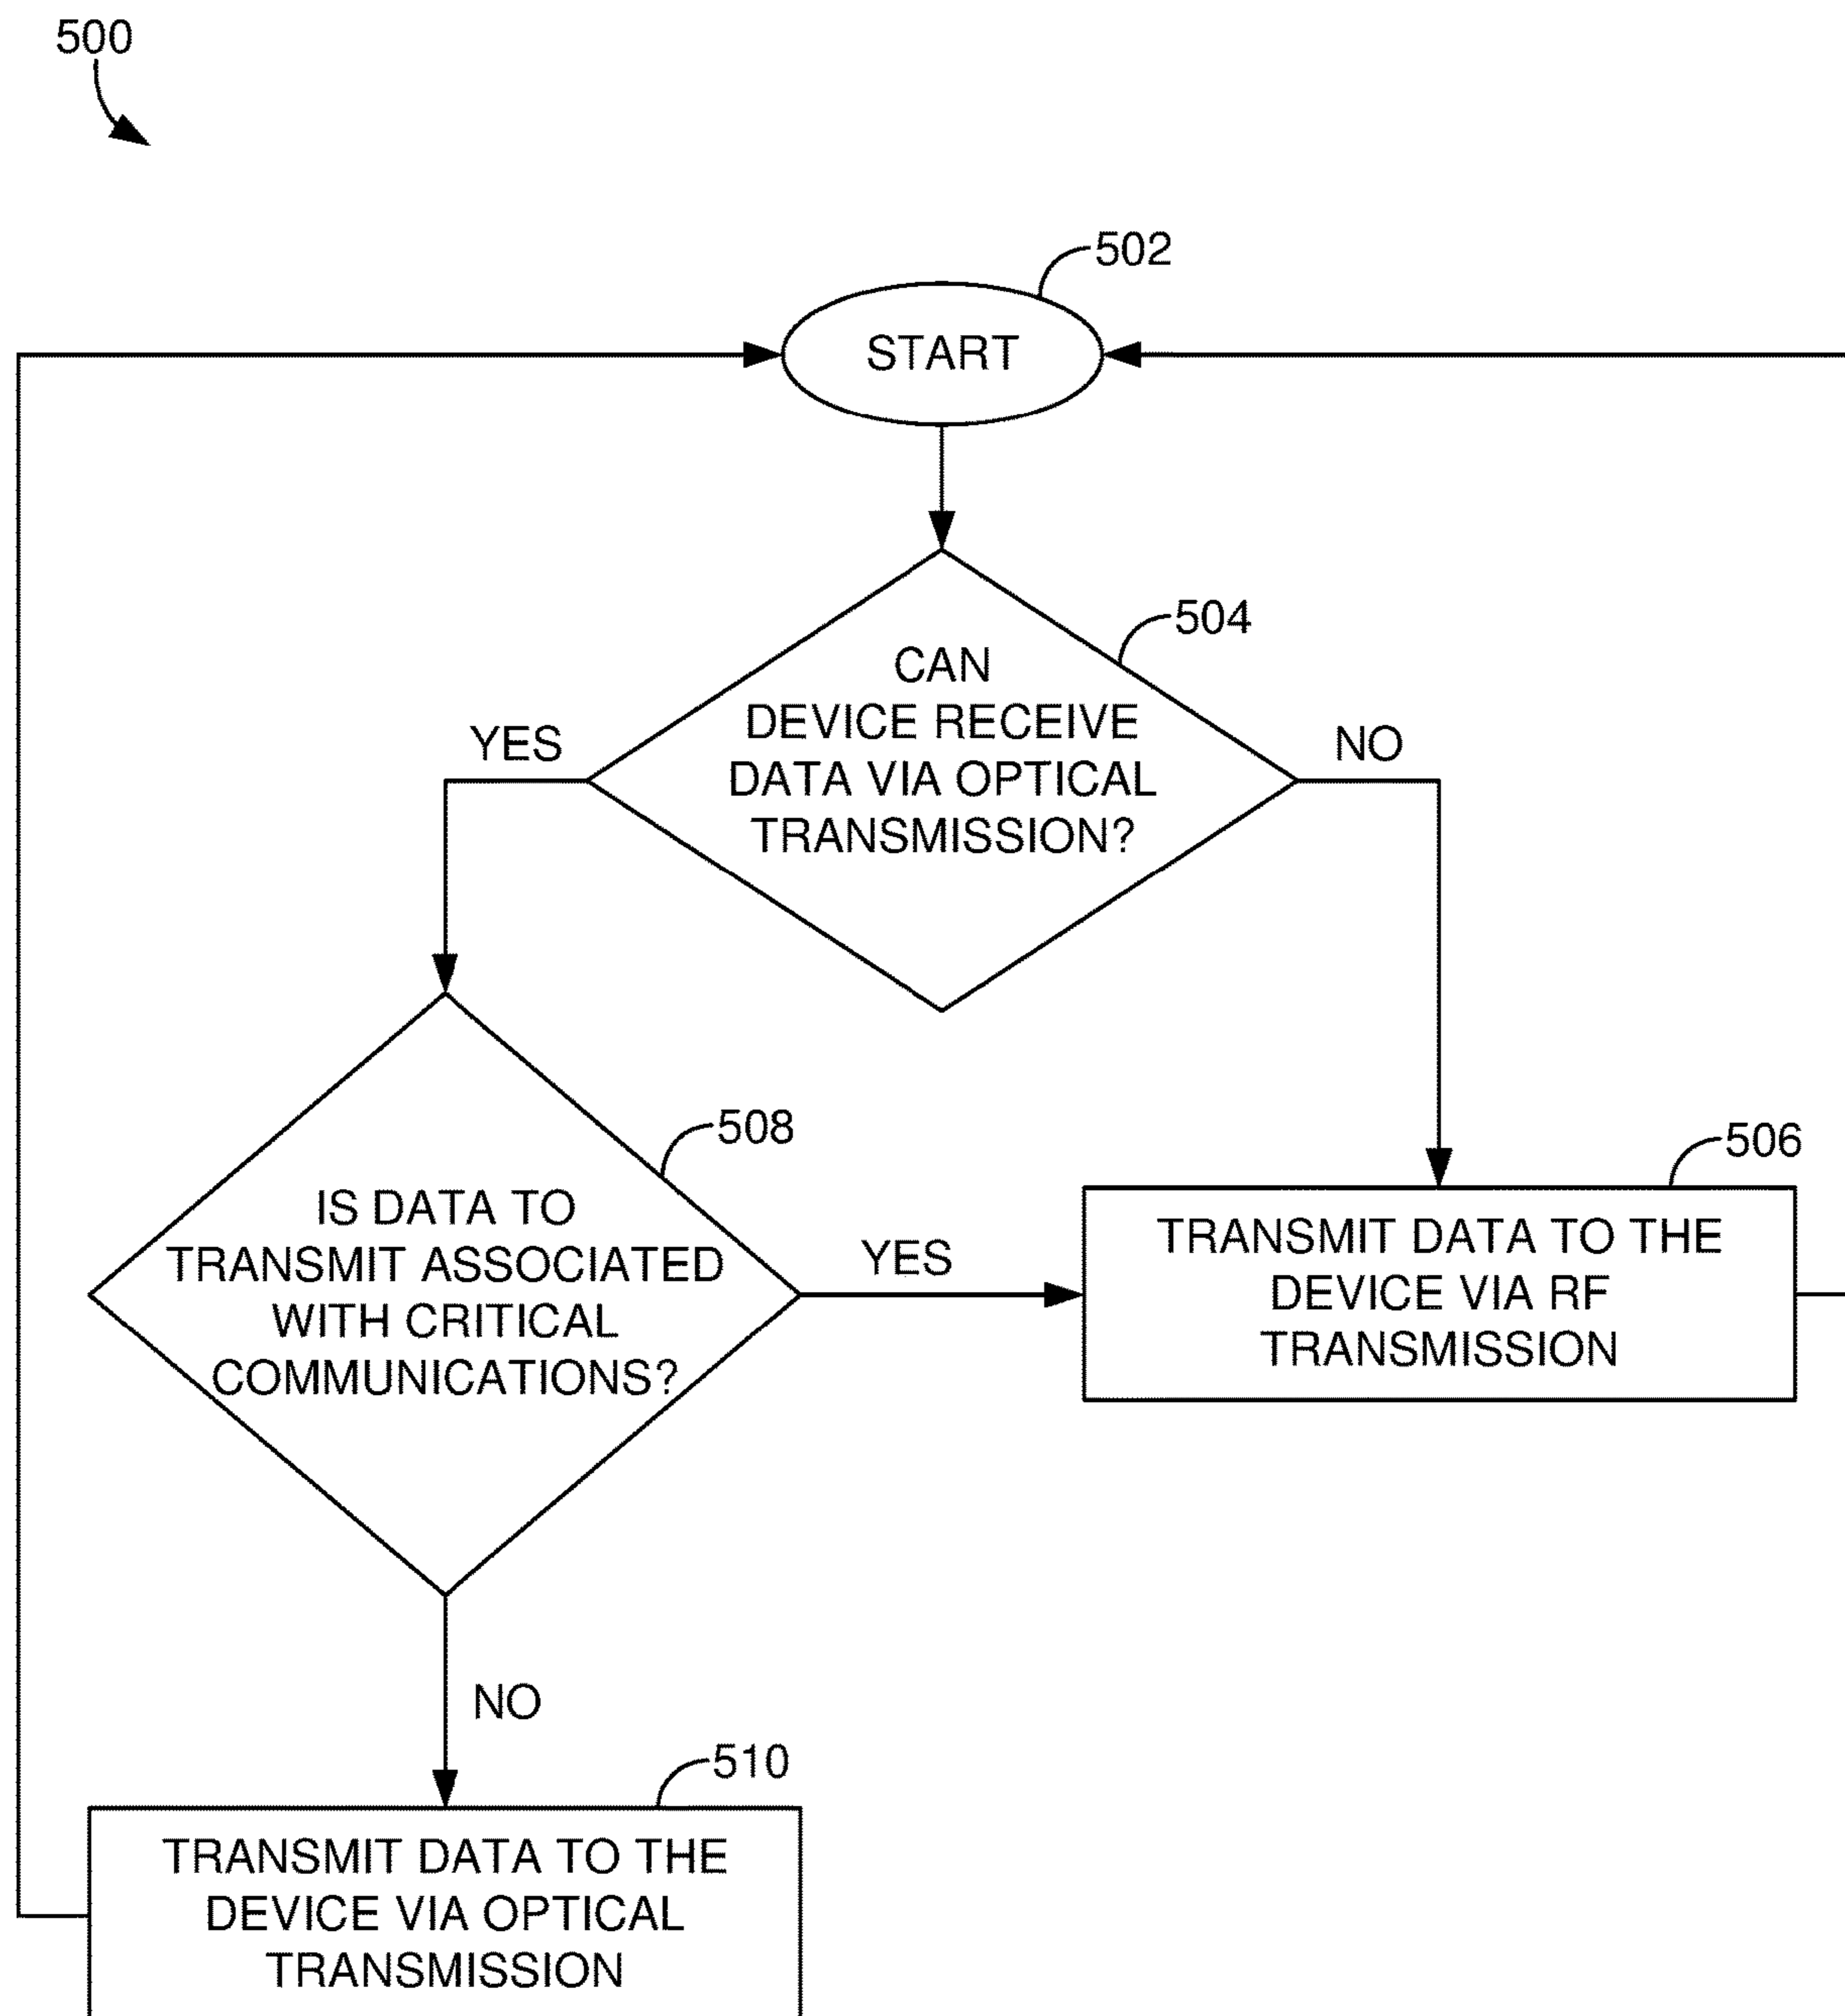 500
502
START
504
CAN
DEVICE RECEIVE
DATA VIA OPTICAL
TRANSMISSION?
YES
NO
508
IS DATA TO
TRANSMIT ASSOCIATED
WITH CRITICAL
COMMUNICATIONS?
YES
506
TRANSMIT DATA TO THE
DEVICE VIA RF
TRANSMISSION
NO
510
TRANSMIT DATA TO THE
DEVICE VIA OPTICAL
TRANSMISSION